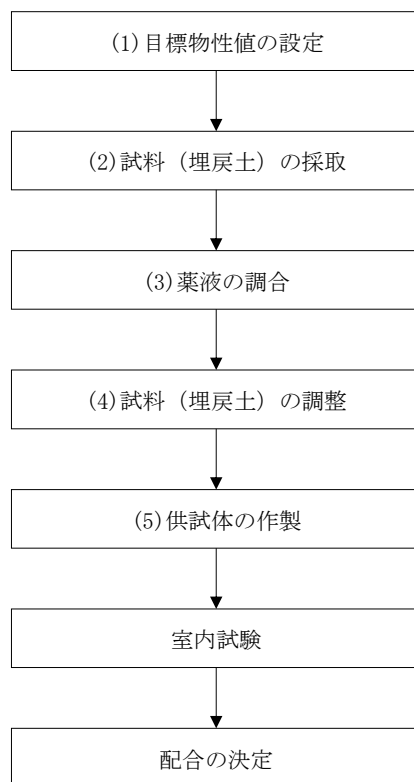 (1)目標物性値の設定
(2)試料（埋戻土）の採取
(3)薬液の調合
(4)試料（埋戻土）の調整
(5)供試体の作製
室内試験
配合の決定